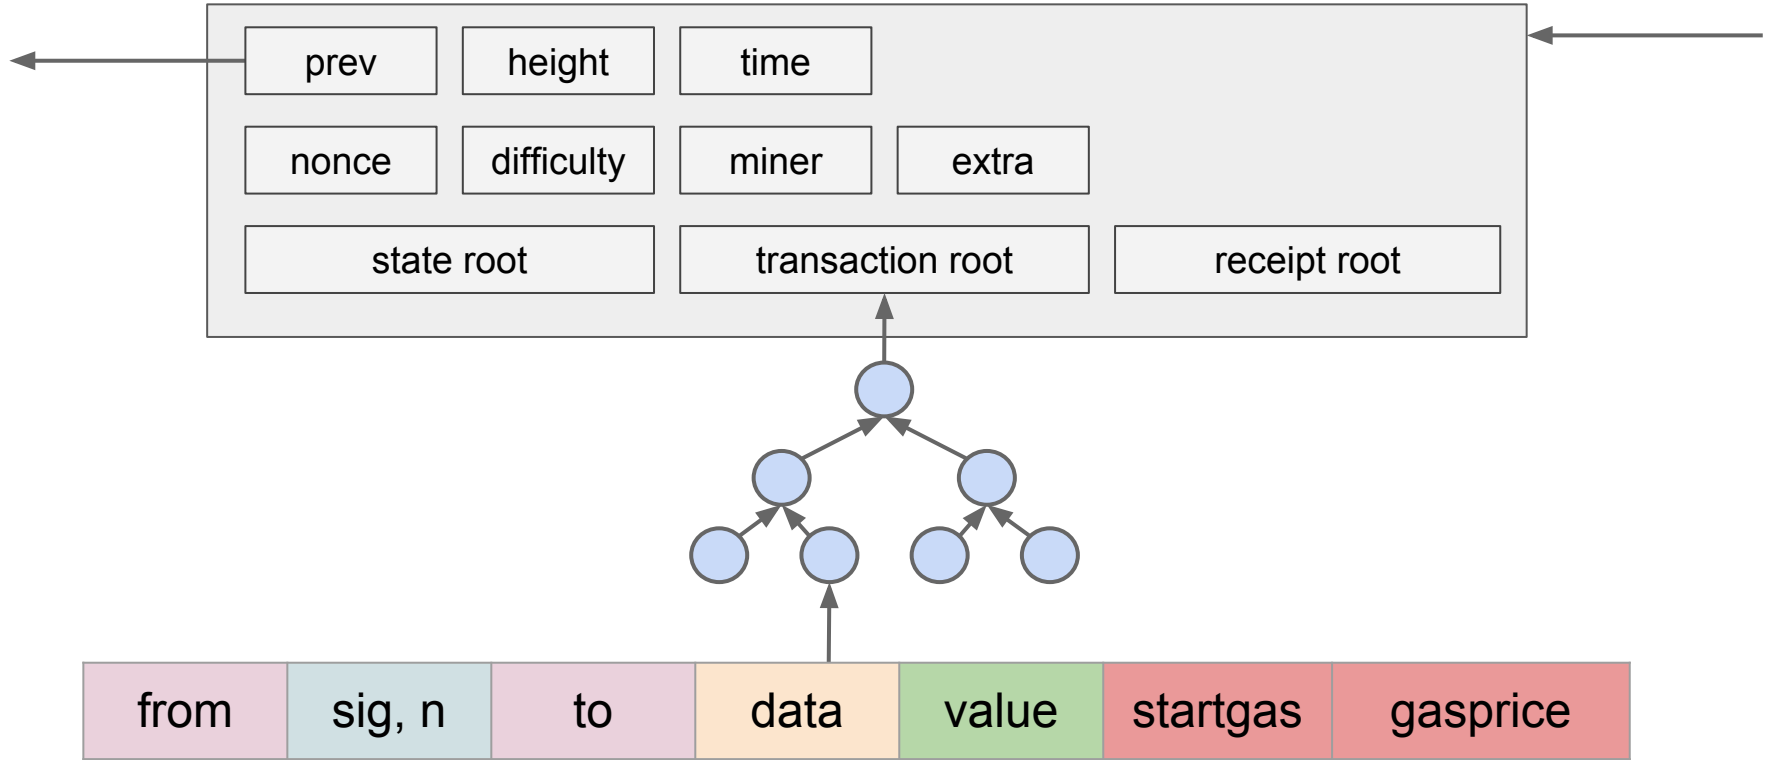 prev height time
nonce difficulty miner extra
state root transaction root receipt root
from sig, n to data value startgas gasprice